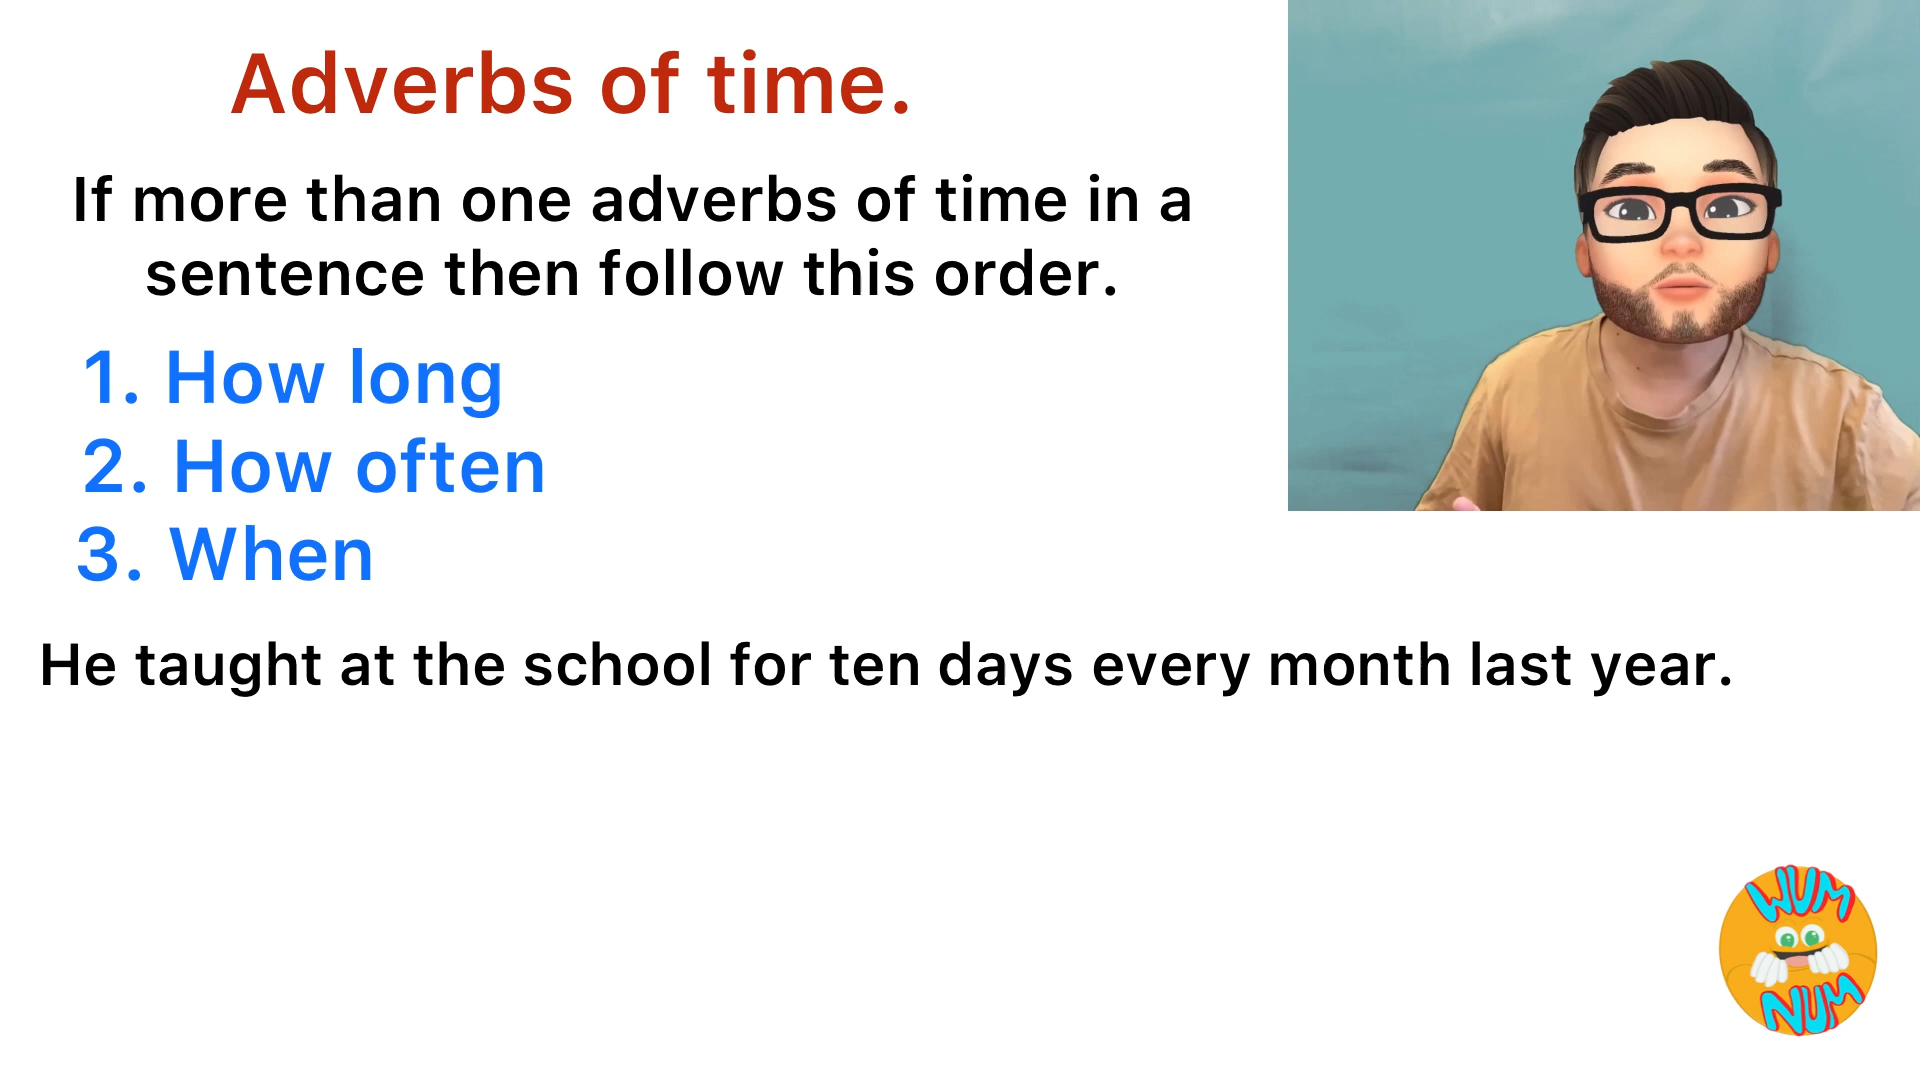 Adverbs of time.
If more than one adverbs of time in a
sentence then follow this order.
1. How long
2. How often
3. When
He taught at the school for ten days every month last year.
WUM
NUM